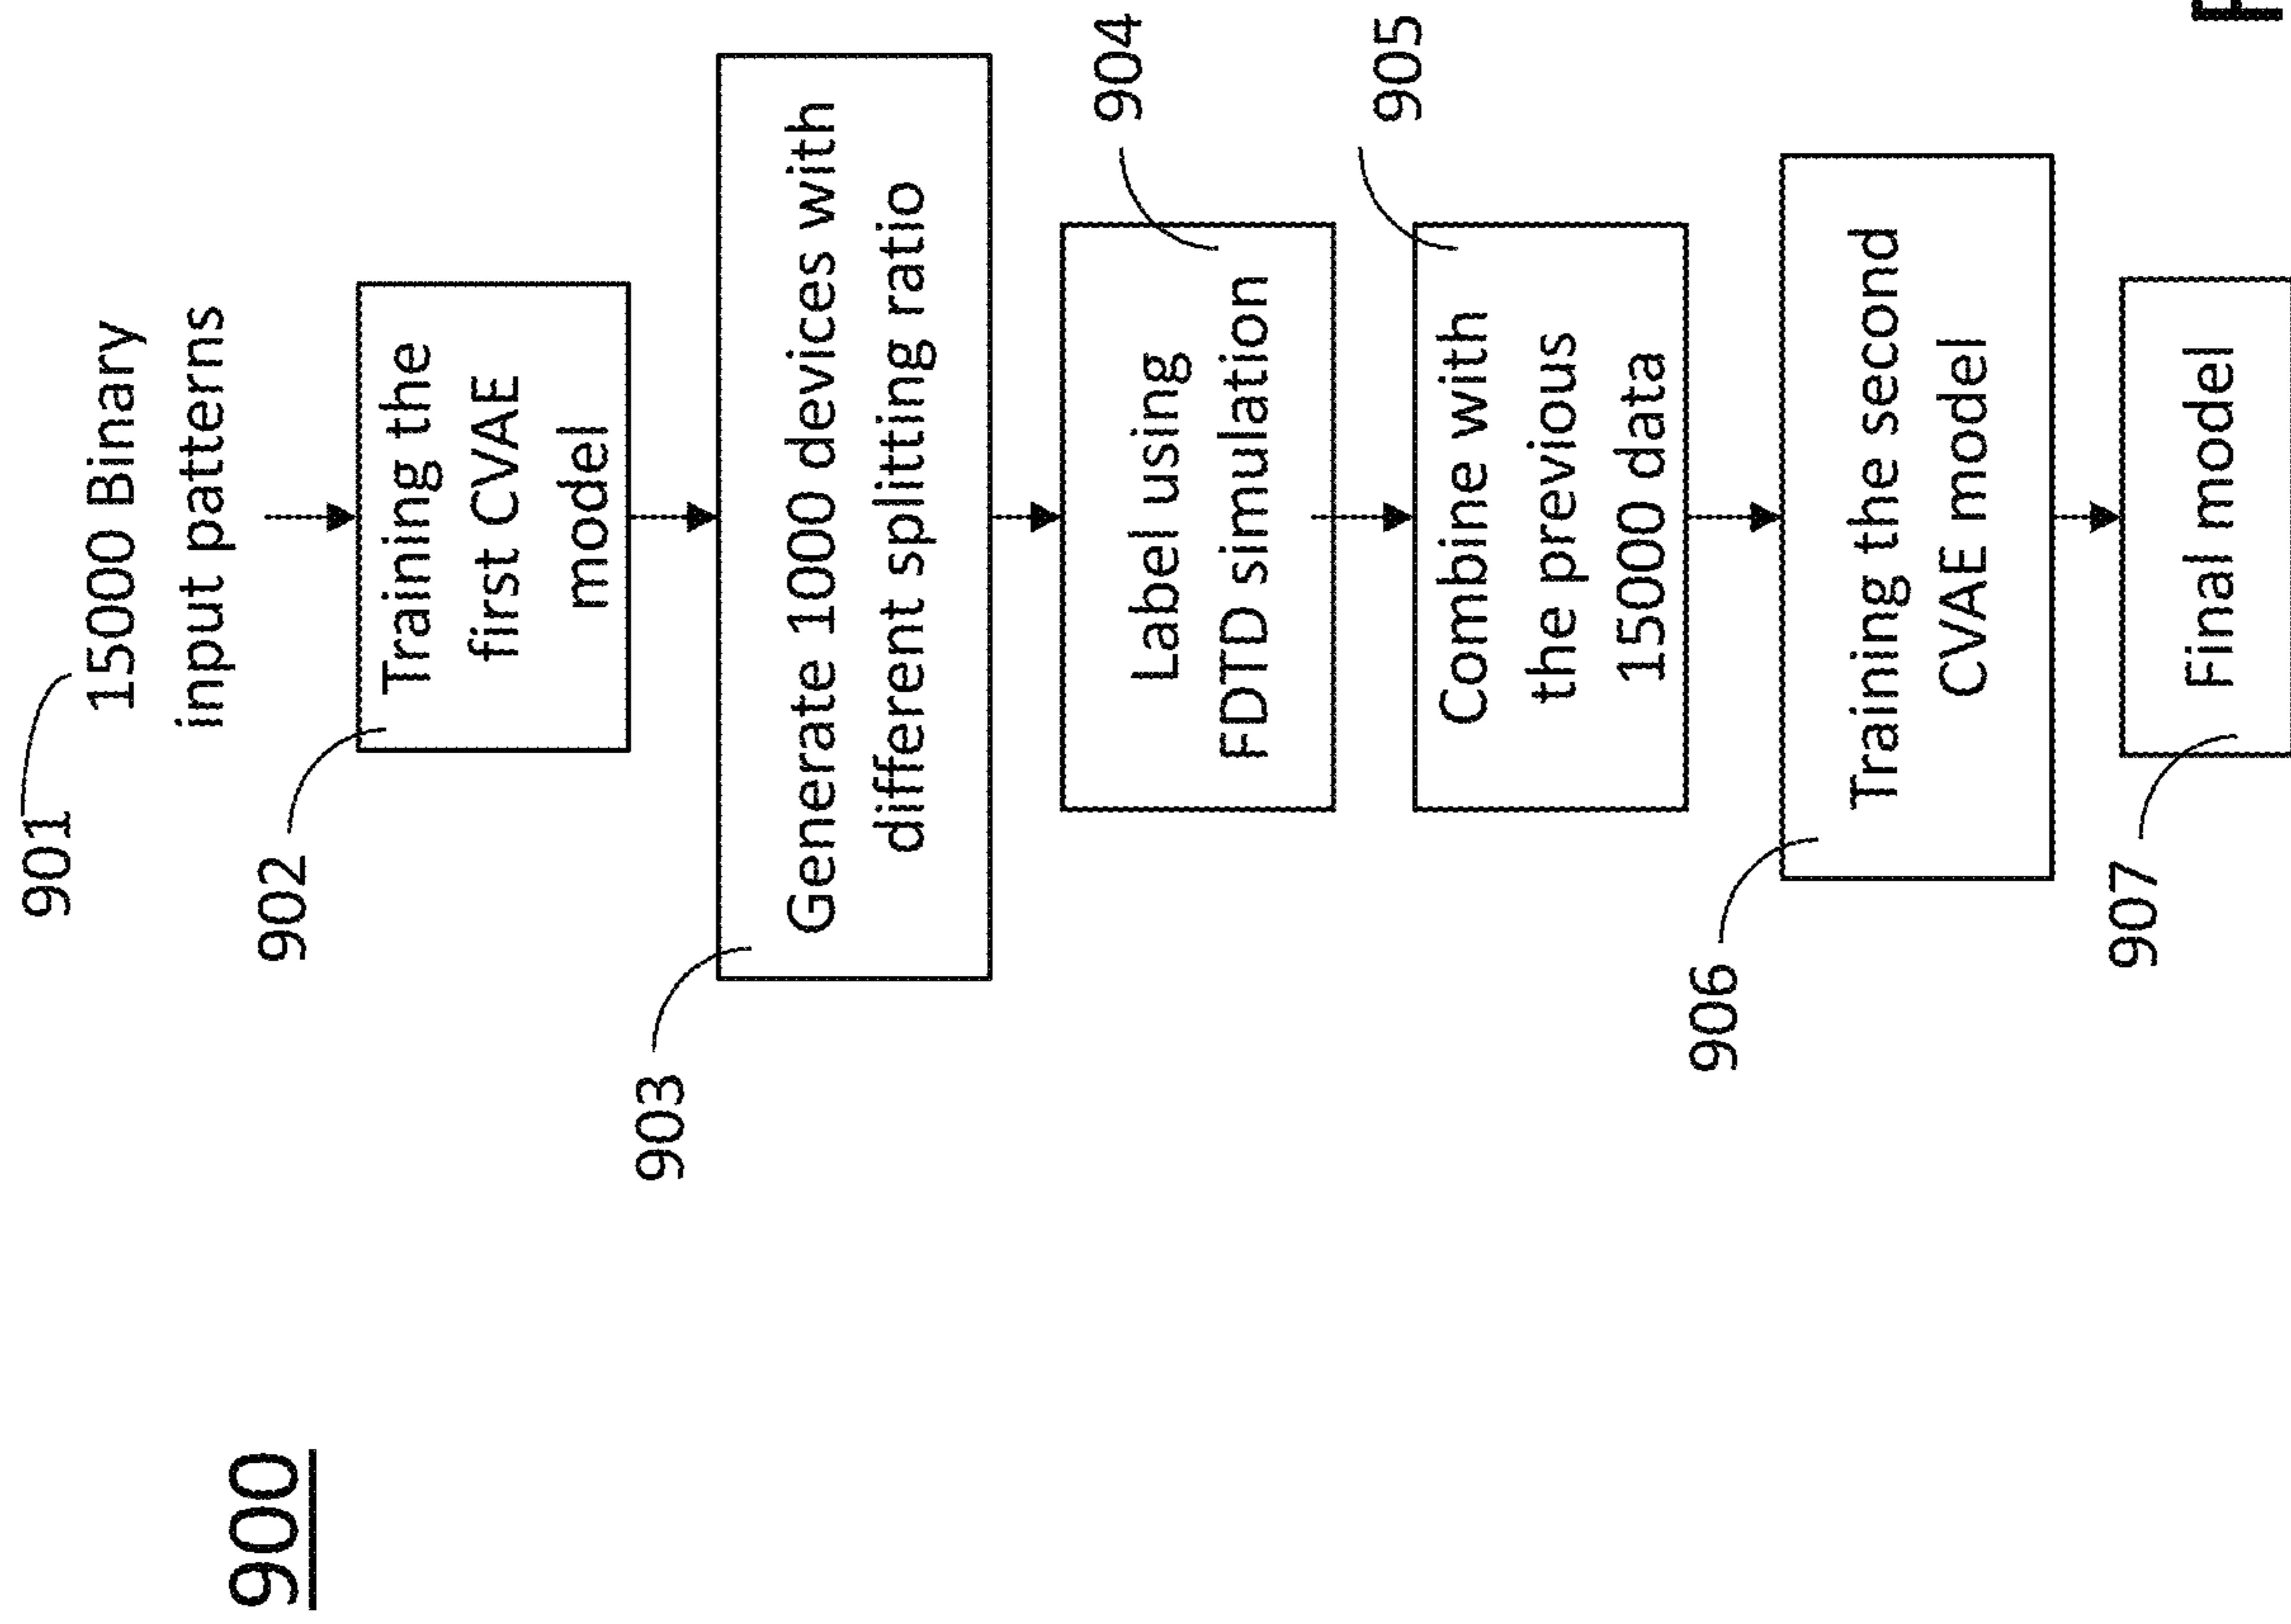 900
901
15000 Binary
input patterns
902
Training the
first CVAE
model
903
Generate 1000 devices with
different splitting ratio
904
Label using
FDTD simulation
905
Combine with
the previous
15000 data
906
Training the second
CVAE model
907
Final model